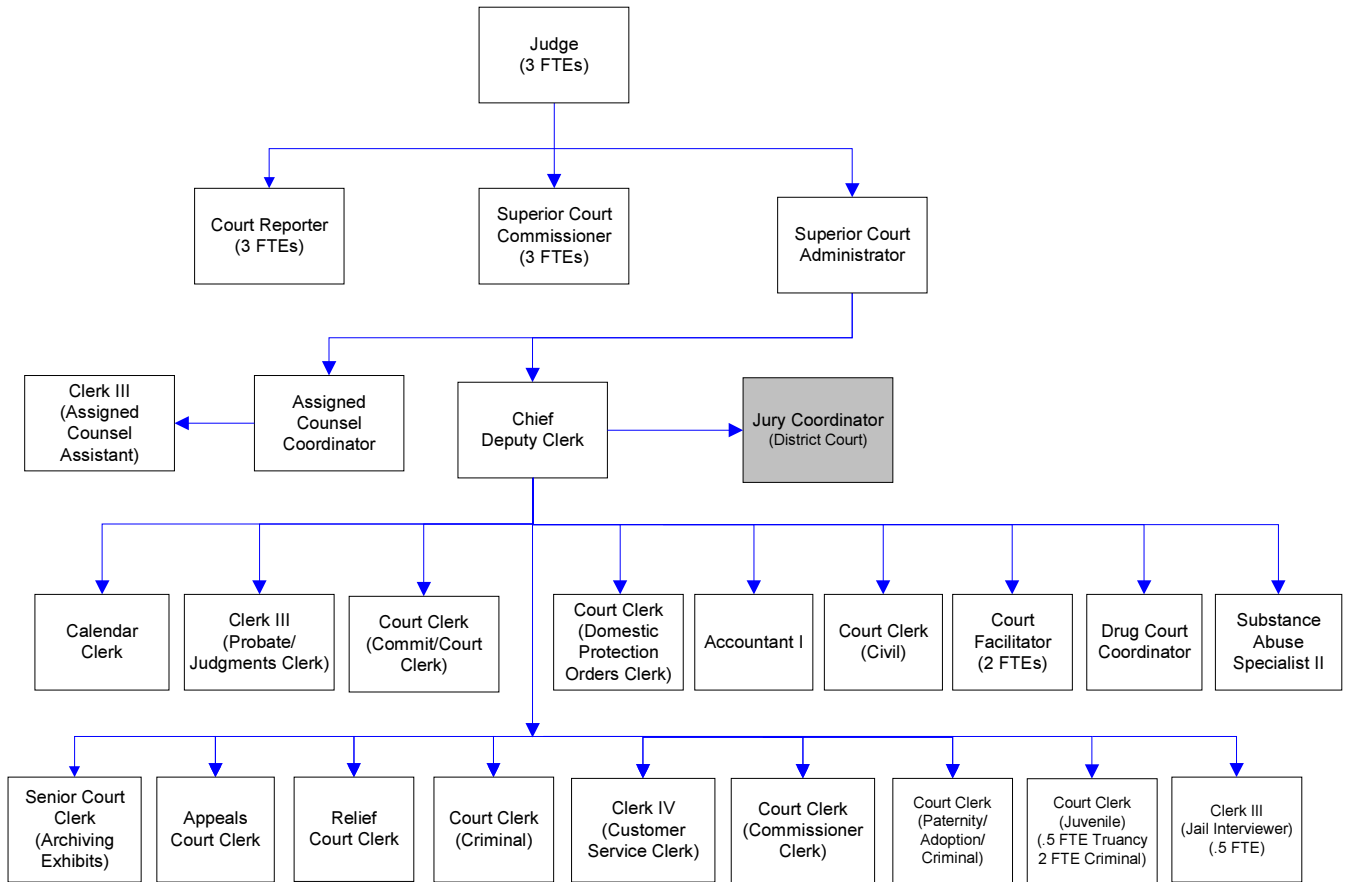 Judge
(3 FTEs)
Court Reporter
(3 FTEs)
Superior Court
Commissioner
(3 FTEs)
Superior Court
Administrator
Clerk III
(Assigned
Counsel
Assistant)
Assigned
Counsel
Coordinator
Chief
Deputy Clerk
Jury Coordinator
(District Court)
Calendar
Clerk
Clerk III
(Probate/
Judgments Clerk)
Court Clerk
(Commit/Court
Clerk)
Court Clerk
(Domestic
Protection
Orders Clerk)
Accountant I
Court Clerk
(Civil)
Court
Facilitator
(2 FTEs)
Drug Court
Coordinator
Substance
Abuse
Specialist II
Senior Court
Clerk
(Archiving
Exhibits)
Appeals
Court Clerk
Relief
Court Clerk
Court Clerk
(Criminal)
Clerk IV
(Customer
Service Clerk)
Court Clerk
(Commissioner
Clerk)
Court Clerk
(Paternity/
Adoption/
Criminal)
Court Clerk
(Juvenile)
(.5 FTE Truancy
2 FTE Criminal)
Clerk III
(Jail Interviewer)
(.5 FTE)